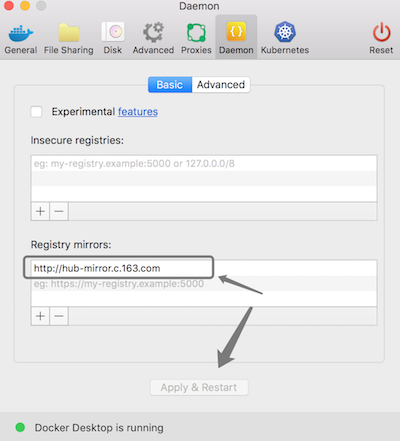 Daemon
General File Sharing Disk Advanced Proxies Daemon Kubernetes Reset
Basic Advanced
Experimental features
Insecure registries:
eg: my-registry.example:5000 or 127.0.0.0/8
Registry mirrors:
http://hub-mirror.c.163.com
eg: https://my-registry.example:5000
Apply & Restart
Docker Desktop is running